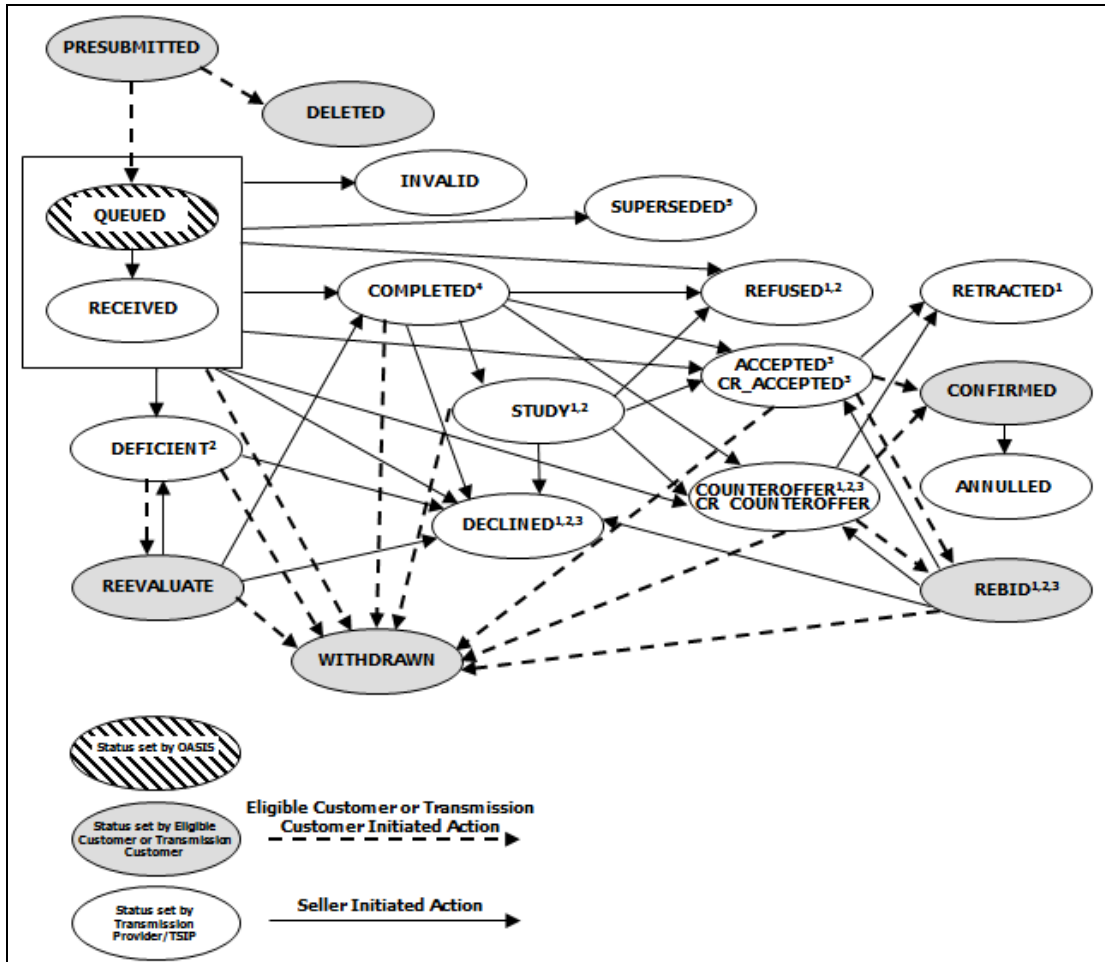 PRESUBMITTED
DELETED
INVALID
QUEUED
SUPERSEDED³
RECEIVED
COMPLETED⁴
REFUSED¹,²
RETRACTED¹
ACCEPTED³
CR_ACCEPTED³
CONFIRMED
STUDY¹,²
DEFICIENT²
COUNTEROFFER¹,²,³
CR COUNTEROFFER
ANNULLED
DECLINED¹,²,³
REEVALUATE
REBID¹,²,³
WITHDRAWN
Status set by OASIS
Status set by Eligible
Customer or Transmission
Customer
Eligible Customer or Transmission
Customer Initiated Action
Status set by
Transmission
Provider/TSIP
Seller Initiated Action